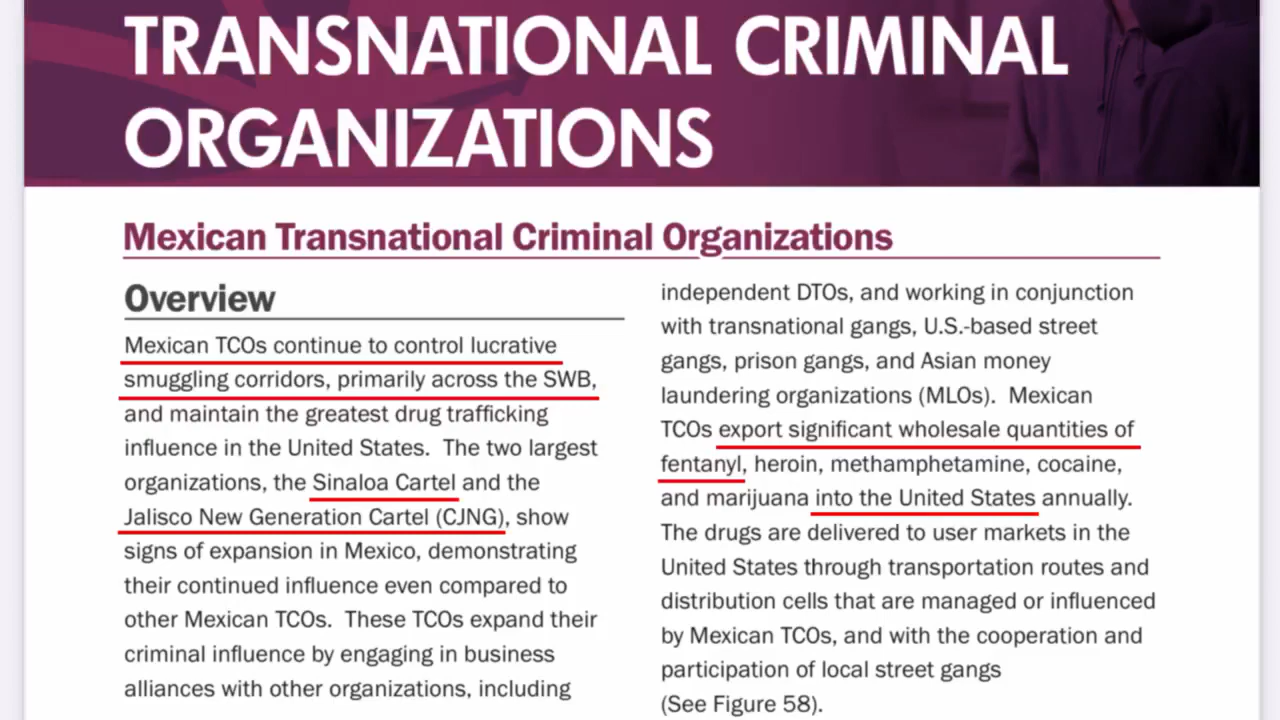 TRANSNATIONAL CRIMINAL
ORGANIZATIONS
Mexican Transnational Criminal Organizations
Overview
Mexican TCOs continue to control lucrative
smuggling corridors, primarily across the SWB,
and maintain the greatest drug trafficking
influence in the United States.  The two largest
organizations, the Sinaloa Cartel and the
Jalisco New Generation Cartel (CJNG), show
signs of expansion in Mexico, demonstrating
their continued influence even compared to
other Mexican TCOs.  These TCOs expand their
criminal influence by engaging in business
alliances with other organizations, including
independent DTOs, and working in conjunction
with transnational gangs, U.S.-based street
gangs, prison gangs, and Asian money
laundering organizations (MLOs).  Mexican
TCOs export significant wholesale quantities of
fentanyl, heroin, methamphetamine, cocaine,
and marijuana into the United States annually.
The drugs are delivered to user markets in the
United States through transportation routes and
distribution cells that are managed or influenced
by Mexican TCOs, and with the cooperation and
participation of local street gangs
(See Figure 58).